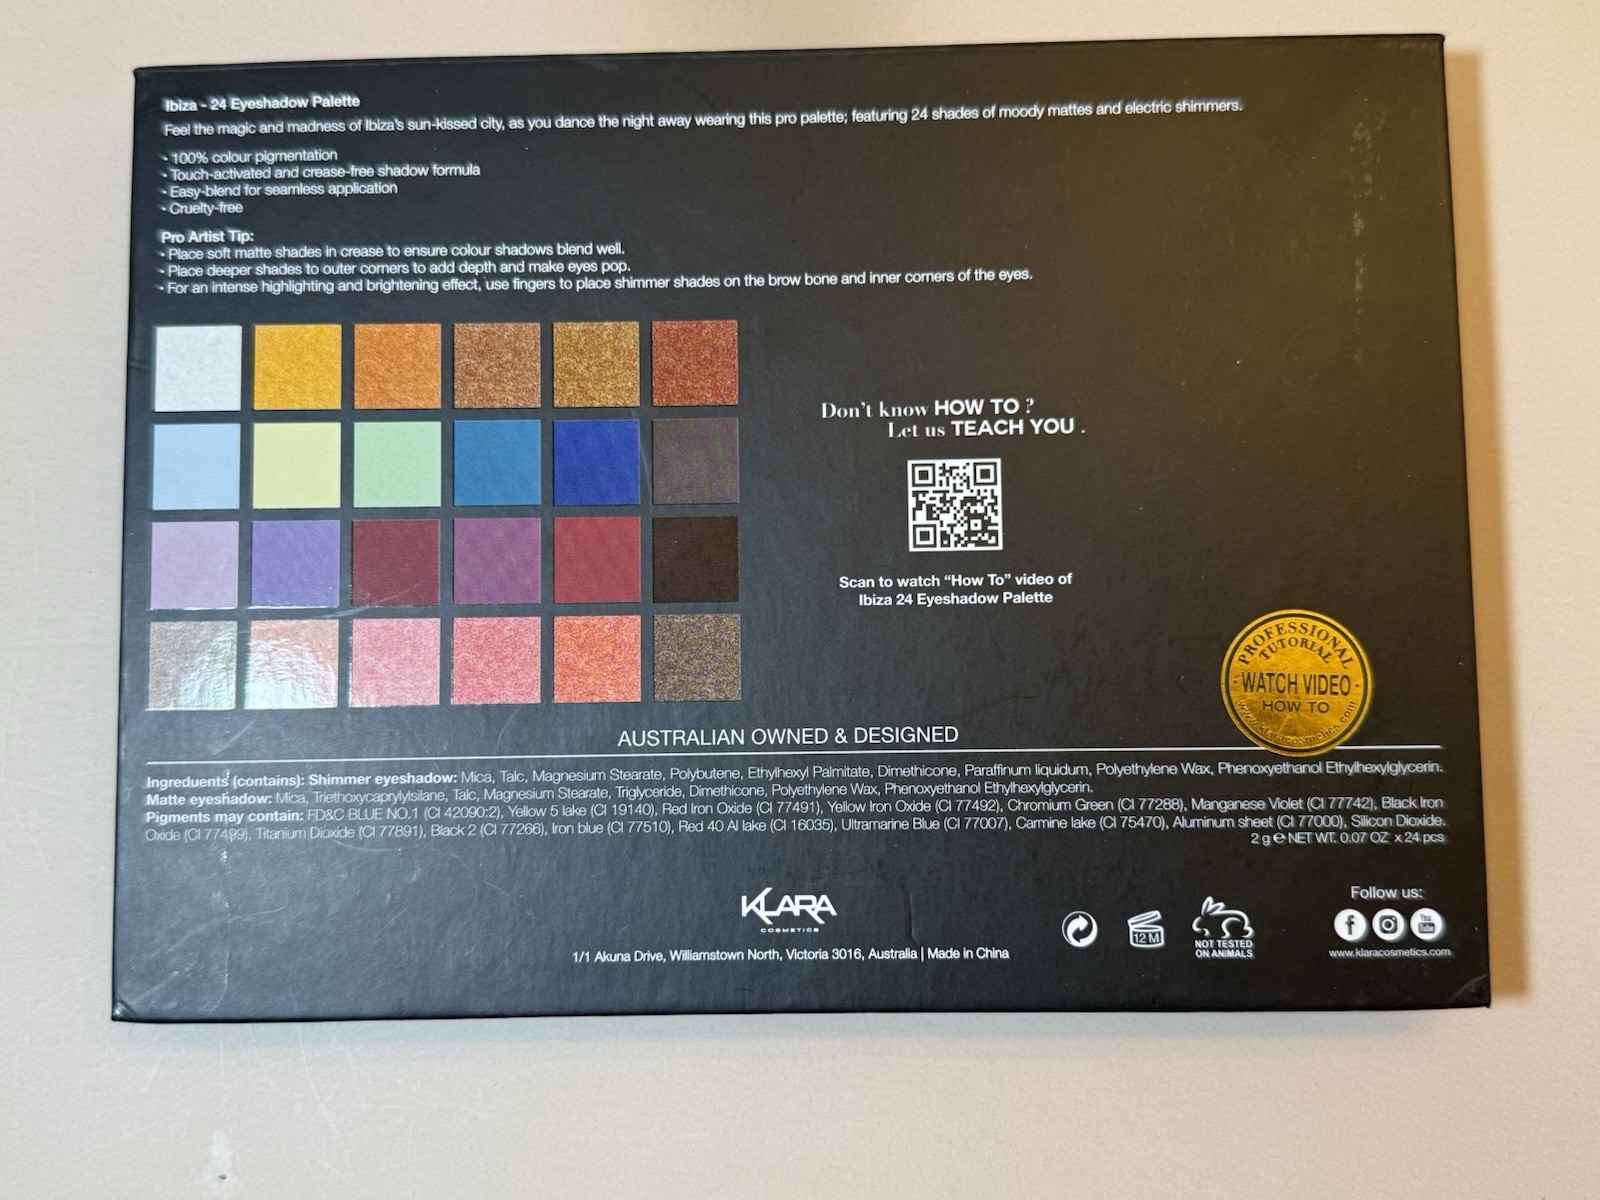 Ibiza - 24 Eyeshadow Palette
Feel the magic and madness of Ibiza's sun-kissed city, as you dance the night away wearing this pro palette; featuring 24 shades of moody mattes and electric shimmers.
• 100% colour pigmentation
• Touch-activated and crease-free shadow formula
• Easy-blend for seamless application
• Cruelty-free
Pro Artist Tip:
• Place soft matte shades in crease to ensure colour shadows blend well.
• Place deeper shades to outer corners to add depth and make eyes pop.
• For an intense highlighting and brightening effect, use fingers to place shimmer shades on the brow bone and inner corners of the eyes.
Don't know HOW TO ?
Let us TEACH YOU .
Scan to watch "How To" video of
Ibiza 24 Eyeshadow Palette
PROFESSIONAL
TUTORIAL
WATCH VIDEO
HOW TO
www.klaracosmetics.com
AUSTRALIAN OWNED & DESIGNED
Ingreduents (contains): Shimmer eyeshadow: Mica, Talc, Magnesium Stearate, Polybutene, Ethylhexyl Palmitate, Dimethicone, Paraffinum liquidum, Polyethylene Wax, Phenoxyethanol Ethylhexylglycerin.
Matte eyeshadow: Mica, Triethoxycaprylylsilane, Talc, Magnesium Stearate, Triglyceride, Dimethicone, Polyethylene Wax, Phenoxyethanol Ethylhexylglycerin.
Pigments may contain: FD&C BLUE NO.1 (CI 42090:2), Yellow 5 lake (CI 19140), Red Iron Oxide (CI 77491), Yellow Iron Oxide (CI 77492), Chromium Green (CI 77288), Manganese Violet (CI 77742), Black Iron
Oxide (CI 77499), Titanium Dioxide (CI 77891), Black 2 (CI 77266), Iron blue (CI 77510), Red 40 Al lake (CI 16035), Ultramarine Blue (CI 77007), Carmine lake (CI 75470), Aluminum sheet (CI 77000), Silicon Dioxide.
2 g ℮ NET WT. 0.07 OZ x 24 pcs
KLARA
COSMETICS
1/1 Akuna Drive, Williamstown North, Victoria 3016, Australia | Made in China
12 M
NOT TESTED
ON ANIMALS
Follow us:
You
Tube
www.klaracosmetics.com